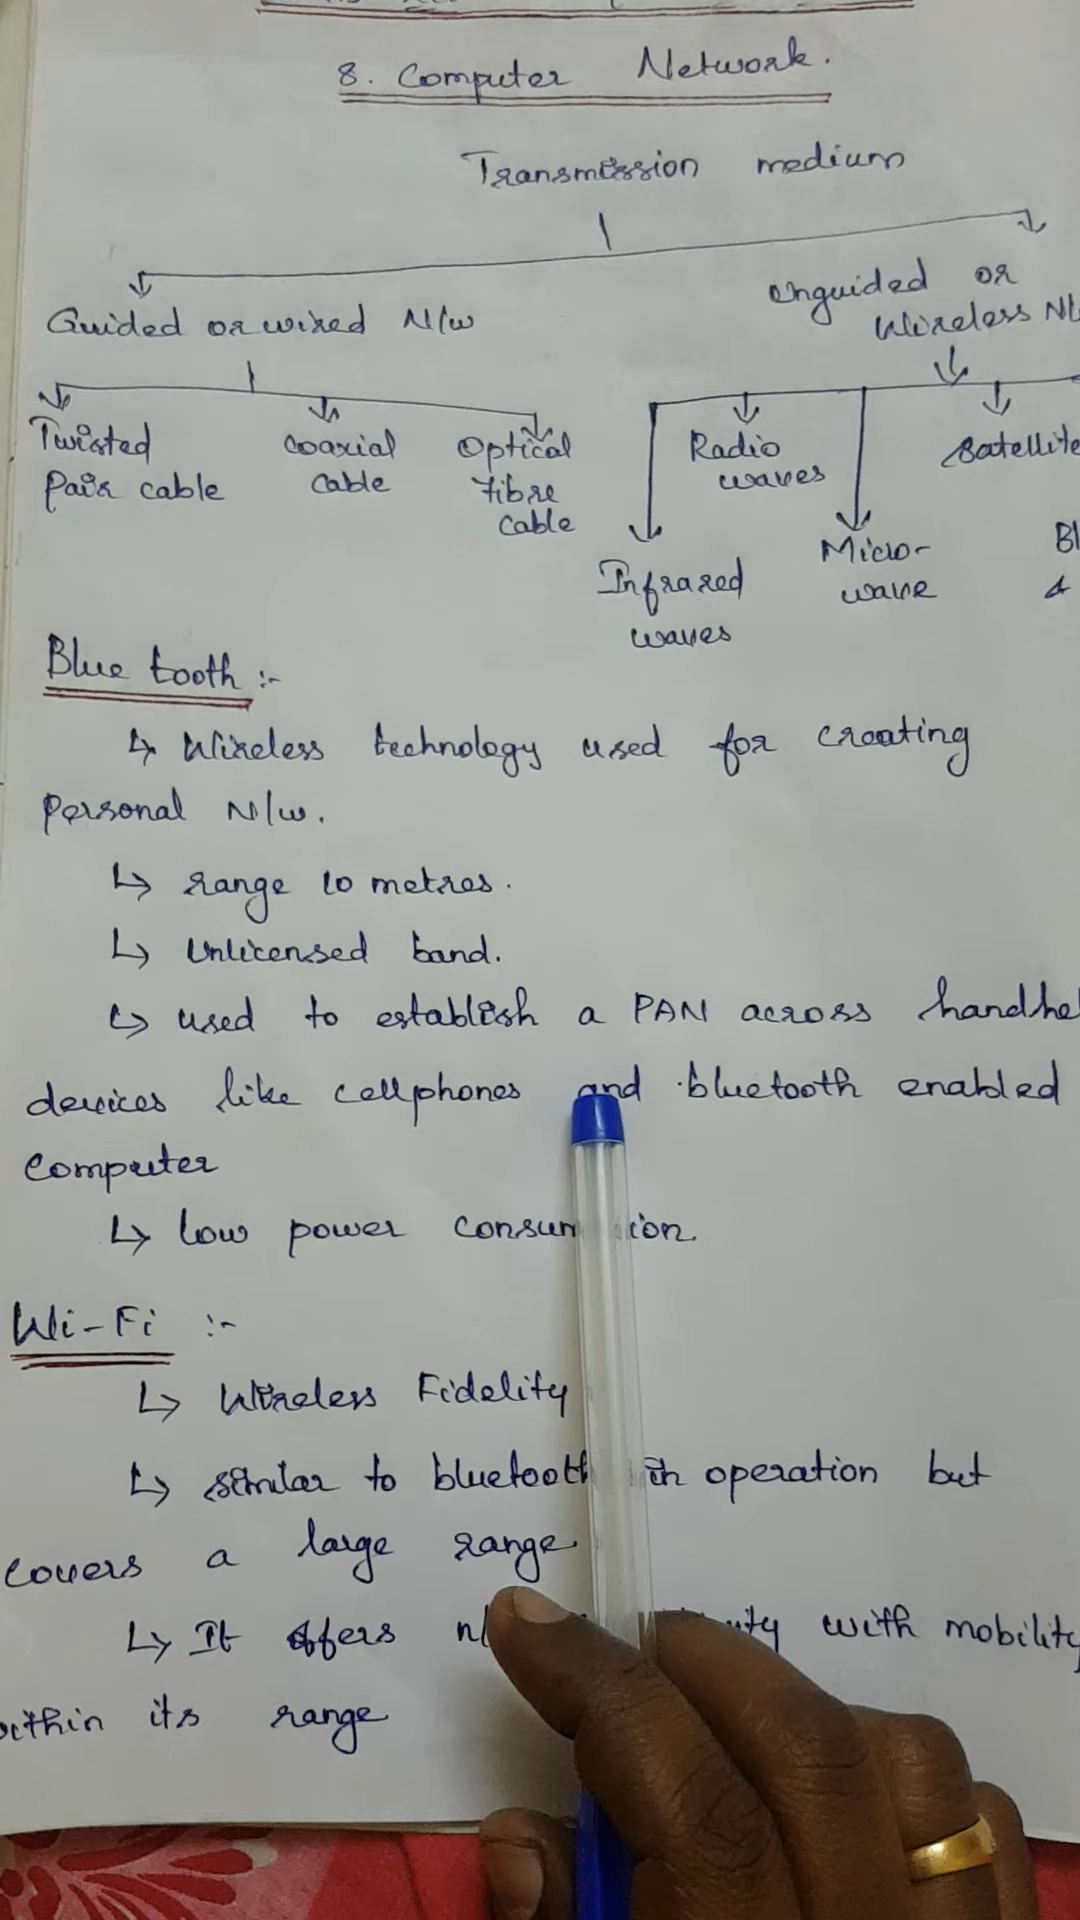 8. Computer Network.
Transmission medium
Guided or wired N/w
unguided or
Wireless N/
Twisted
pair cable
coaxial
cable
Optical
fibre
cable
Radio
waves
Satellite
Infrared
waves
Micro-
wave
Bl
&
Blue tooth :-
↳ Wireless technology used for creating
personal N/w.
↳ range 10 metres.
↳ Unlicensed band.
↳ used to establish a PAN across handhe
devices like cellphones and bluetooth enabled
Computer
↳ low power
Wi-Fi :-
↳ Wireless Fidelity
↳ similar to bluetooth in operation but
covers a large range
↳ It offers with mobility
within its range